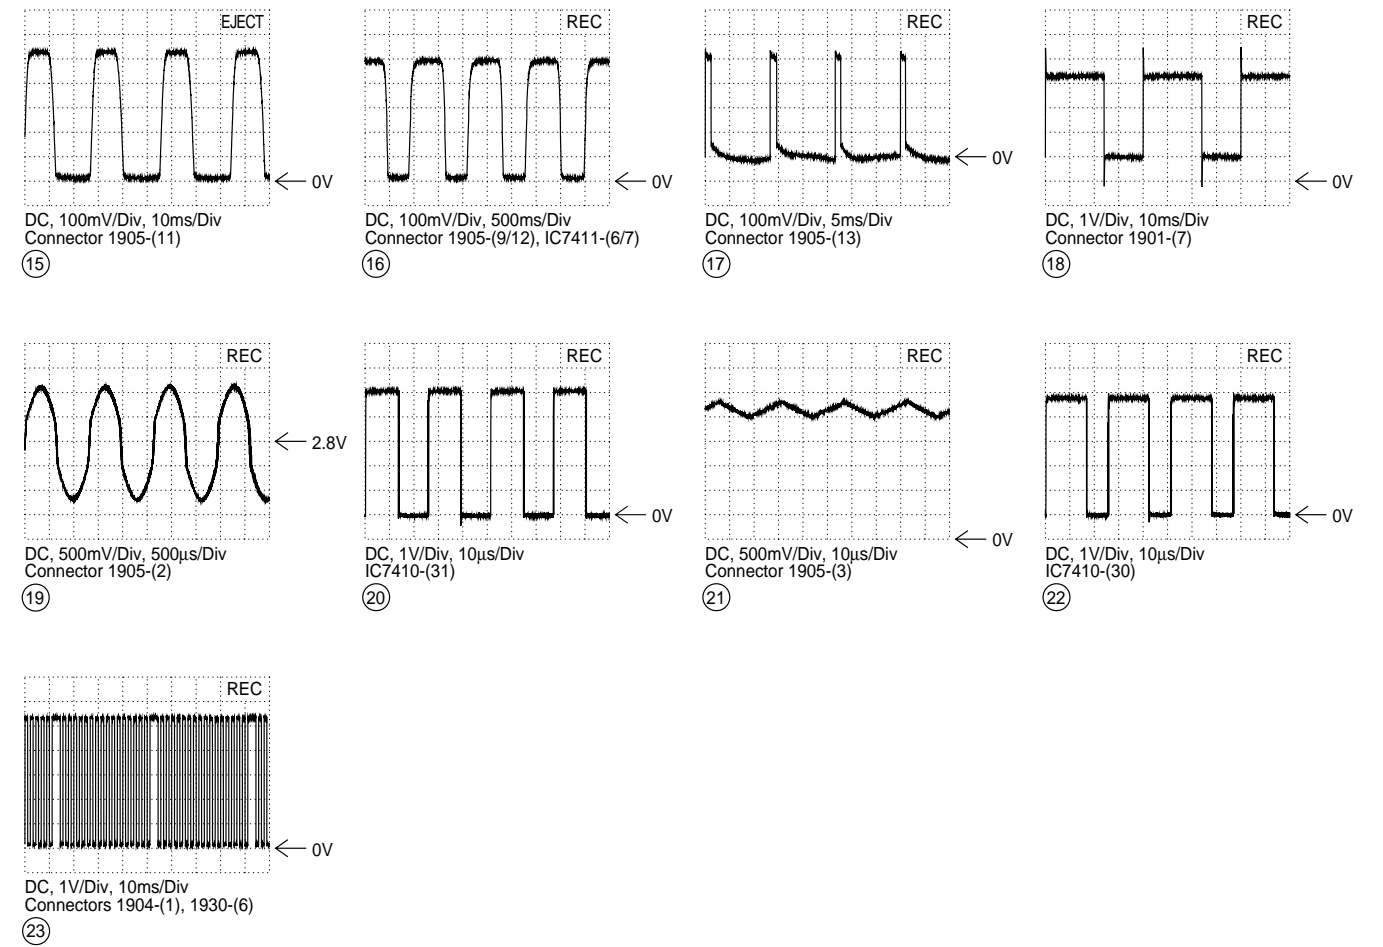 EJECT
0V
DC, 100mV/Div, 10ms/Div
Connector 1905-(11)
15
REC
0V
DC, 100mV/Div, 500ms/Div
Connector 1905-(9/12), IC7411-(6/7)
16
REC
0V
DC, 100mV/Div, 5ms/Div
Connector 1905-(13)
17
REC
0V
DC, 1V/Div, 10ms/Div
Connector 1901-(7)
18
REC
2.8V
DC, 500mV/Div, 500µs/Div
Connector 1905-(2)
19
REC
0V
DC, 1V/Div, 10µs/Div
IC7410-(31)
20
REC
0V
DC, 500mV/Div, 10µs/Div
Connector 1905-(3)
21
REC
0V
DC, 1V/Div, 10µs/Div
IC7410-(30)
22
REC
0V
DC, 1V/Div, 10ms/Div
Connectors 1904-(1), 1930-(6)
23